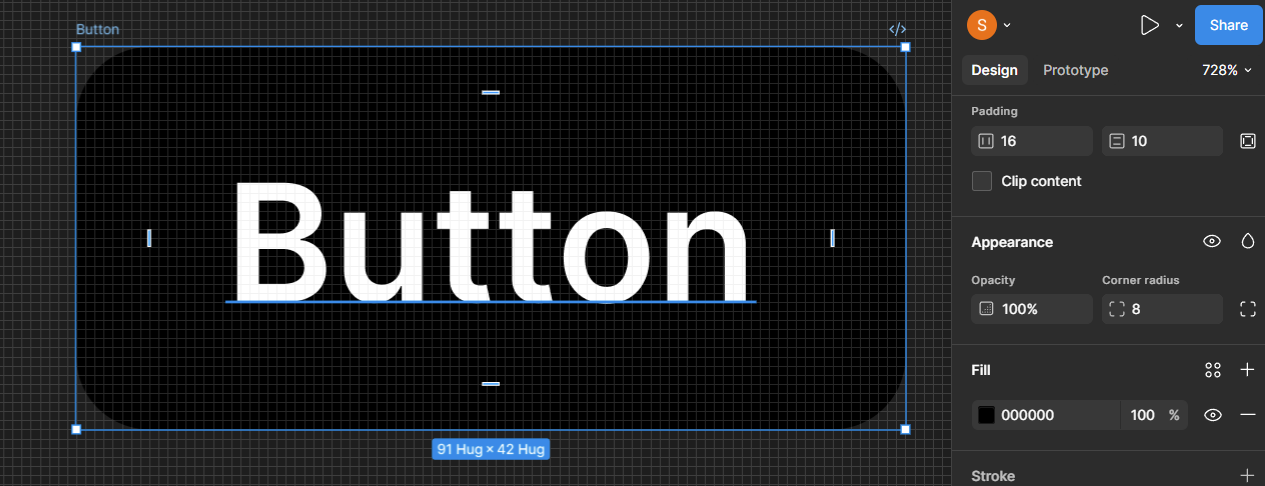 Button
S
Share
Design Prototype 728%
Padding
16 10
Clip content
Button
Appearance
Opacity Corner radius
100% 8
Fill
000000 100 %
91 Hug × 42 Hug
Stroke